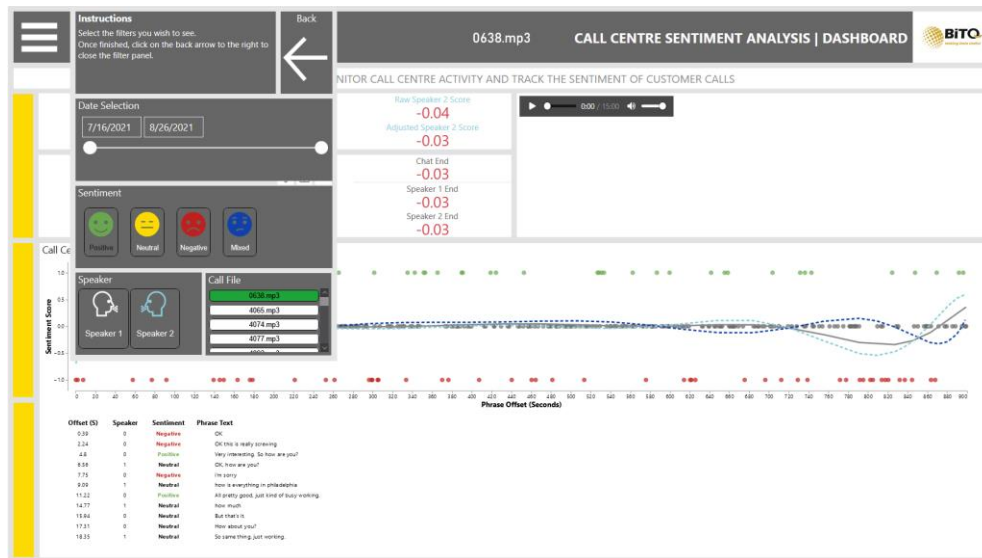 Instructions
Select the filters you wish to see.
Once finished, click on the back arrow to the right to
close the filter panel.
Back
0638.mp3
CALL CENTRE SENTIMENT ANALYSIS | DASHBOARD
BiTQ
NITOR CALL CENTRE ACTIVITY AND TRACK THE SENTIMENT OF CUSTOMER CALLS
Date Selection
7/16/2021 8/26/2021
Raw Speaker 2 Score
-0.04
Adjusted Speaker 2 Score
-0.03
Chat End
-0.03
Speaker 1 End
-0.03
Speaker 2 End
-0.03
0:00 / 15:00
Sentiment
Positive Neutral Negative Mixed
Call Ce
Speaker
Speaker 1 Speaker 2
Call File
0638.mp3
4065.mp3
4074.mp3
4077.mp3
Sentiment Score
1.0
0.5
0.0
-0.5
-1.0
0 20 40 60 80 100 120 140 160 180 200 220 240 260 280 300 320 340 360 380 400 420 440 460 480 500 520 540 560 580 600 620 640 660 680 700 720 740 760 780 800 820 840 860 880 900
Phrase Offset (Seconds)
Offset (S) Speaker Sentiment Phrase Text
0.39 0 Negative OK
2.24 0 Negative OK this is really screwing
4.8 0 Positive Very interesting. So how are you?
6.56 1 Neutral OK, how are you?
7.75 0 Negative I'm sorry
9.09 1 Neutral how is everything in philadelphia
11.22 0 Positive All pretty good, just kind of busy working.
14.77 1 Neutral how much
15.94 0 Neutral But that's it
17.31 0 Neutral How about you?
18.35 1 Neutral So same thing, just working.